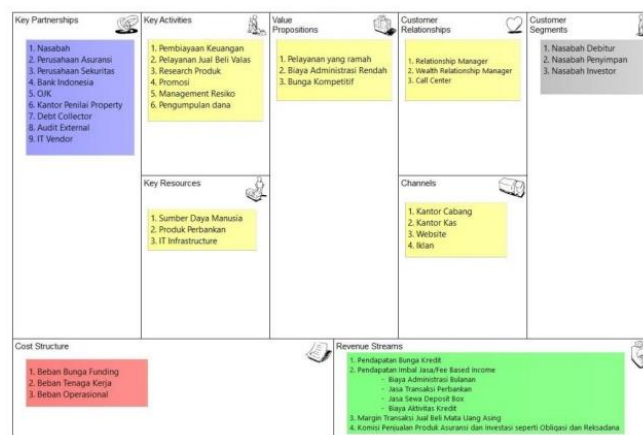 Key Partnerships
1. Nasabah
2. Perusahaan Asuransi
3. Perusahaan Sekuritas
4. Bank Indonesia
5. OJK
6. Kantor Penilai Property
7. Debt Collector
8. Audit External
9. IT Vendor
Key Activities
1. Pembiayaan Keuangan
2. Pelayanan Jual Beli Valas
3. Research Produk
4. Promosi
5. Management Resiko
6. Pengumpulan dana
Key Resources
1. Sumber Daya Manusia
2. Produk Perbankan
3. IT Infrastructure
Value
Propositions
1. Pelayanan yang ramah
2. Biaya Administrasi Rendah
3. Bunga Kompetitif
Customer
Relationships
1. Relationship Manager
2. Wealth Relationship Manager
3. Call Center
Channels
1. Kantor Cabang
2. Kantor Kas
3. Website
4. Iklan
Customer
Segments
1. Nasabah Debitur
2. Nasabah Penyimpan
3. Nasabah Investor
Cost Structure
1. Beban Bunga Funding
2. Beban Tenaga Kerja
3. Beban Operasional
Revenue Streams
1. Pendapatan Bunga Kredit
2. Pendapatan Imbal Jasa/Fee Based Income
- Biaya Administrasi Bulanan
- Jasa Transaksi Perbankan
- Jasa Sewa Deposit Box
- Biaya Aktivitas Kredit
3. Margin Transaksi Jual Beli Mata Uang Asing
4. Komisi Penjualan Produk Asuransi dan Investasi seperti Obligasi dan Reksadana